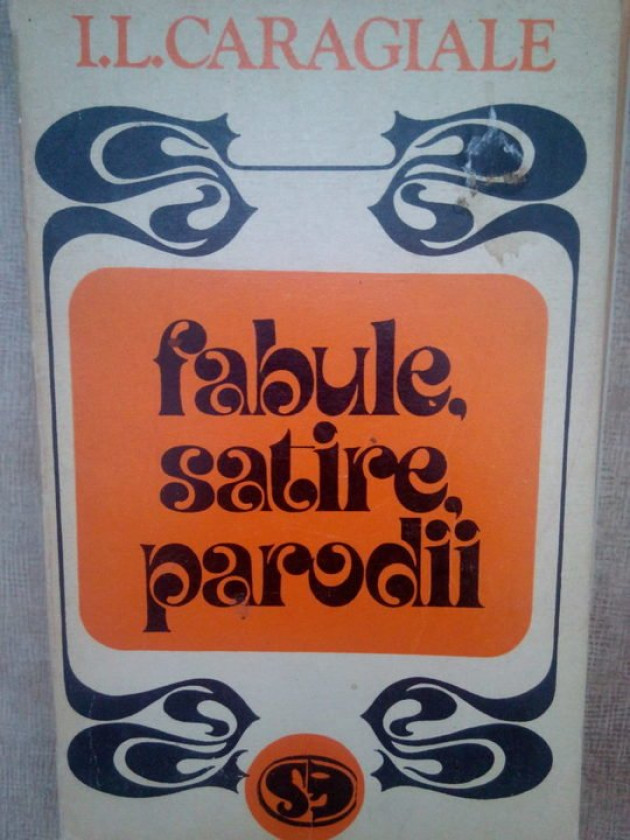 I.L.CARAGIALE
fabule,
satire,
parodii